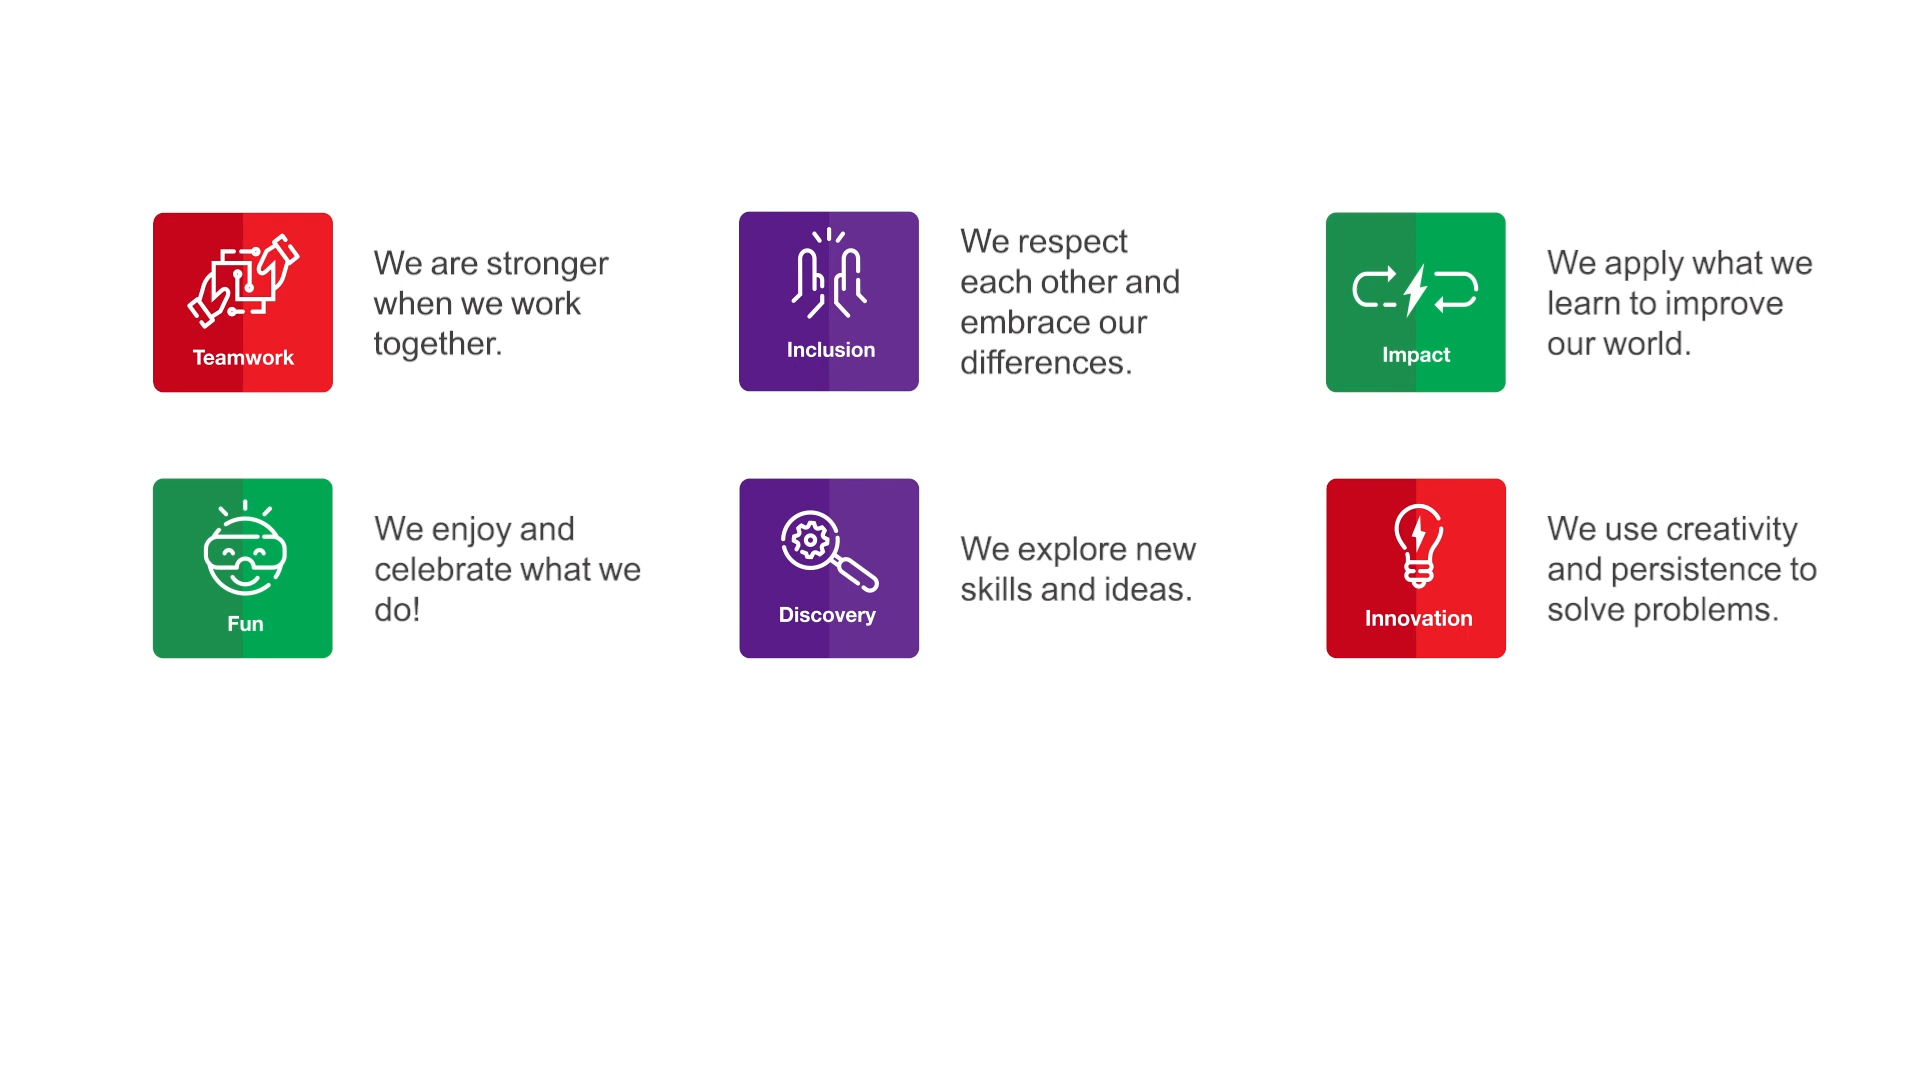 Teamwork
We are stronger
when we work
together.
Inclusion
We respect
each other and
embrace our
differences.
Impact
We apply what we
learn to improve
our world.
Fun
We enjoy and
celebrate what we
do!
Discovery
We explore new
skills and ideas.
Innovation
We use creativity
and persistence to
solve problems.